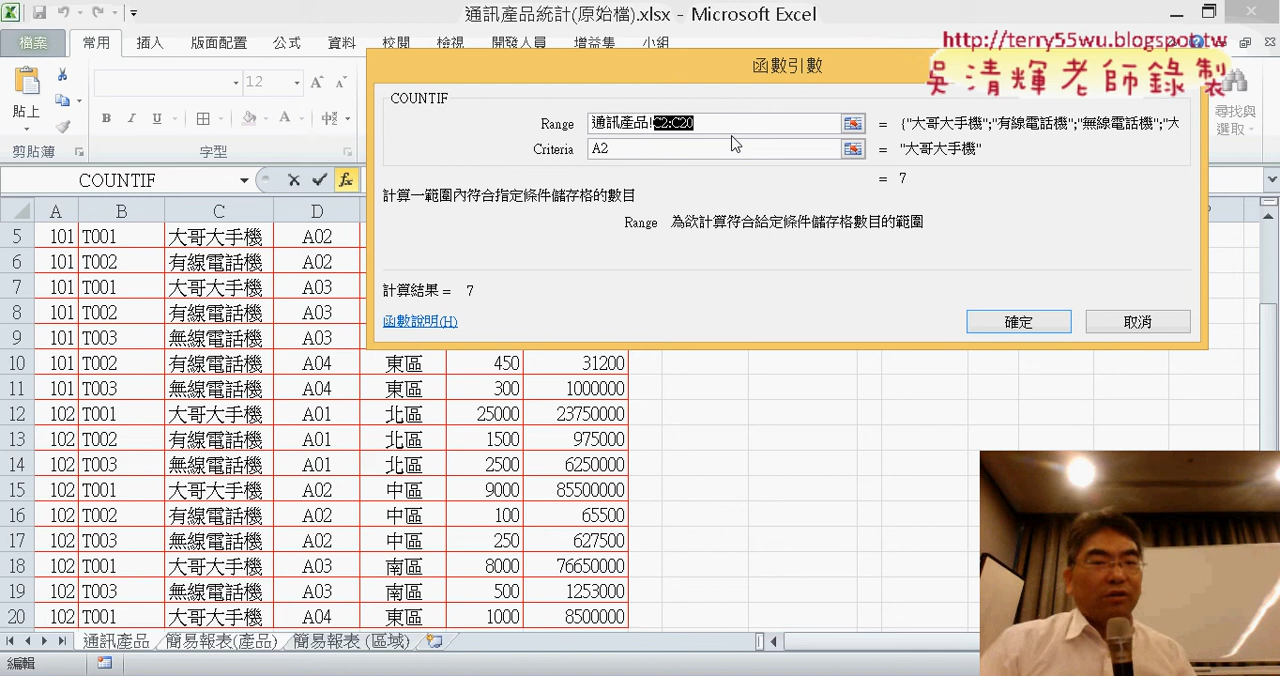 通訊產品統計(原始檔).xlsx - Microsoft Excel
http://terry55wu.blogspot.tw
吳清輝老師錄製
檔案 常用 插入 版面配置 公式 資料 校閱 檢視 開發人員 增益集 小組
函數引數
貼上
12
B I U A 中
剪貼簿 字型
尋找與
選取
COUNTIF
Range 通訊產品!C2:C20 = {"大哥大手機";"有線電話機";"無線電話機";"大
Criteria A2 = "大哥大手機"
= 7
計算一範圍內符合指定條件儲存格的數目
Range 為欲計算符合給定條件儲存格數目的範圍
計算結果 = 7
函數說明(H)
確定 取消
COUNTIF fx
A B C D
5 101 T001 大哥大手機 A02
6 101 T002 有線電話機 A02
7 101 T001 大哥大手機 A03
8 101 T002 有線電話機 A03
9 101 T003 無線電話機 A03
10 101 T002 有線電話機 A04 東區 450 31200
11 101 T003 無線電話機 A04 東區 300 1000000
12 102 T001 大哥大手機 A01 北區 25000 23750000
13 102 T002 有線電話機 A01 北區 1500 975000
14 102 T003 無線電話機 A01 北區 2500 6250000
15 102 T001 大哥大手機 A02 中區 9000 85500000
16 102 T002 有線電話機 A02 中區 100 65500
17 102 T003 無線電話機 A02 中區 250 627500
18 102 T001 大哥大手機 A03 南區 8000 76650000
19 102 T003 無線電話機 A03 南區 500 1253000
20 102 T001 大哥大手機 A04 東區 1000 8500000
通訊產品 簡易報表(產品) 簡易報表 (區域)
編輯